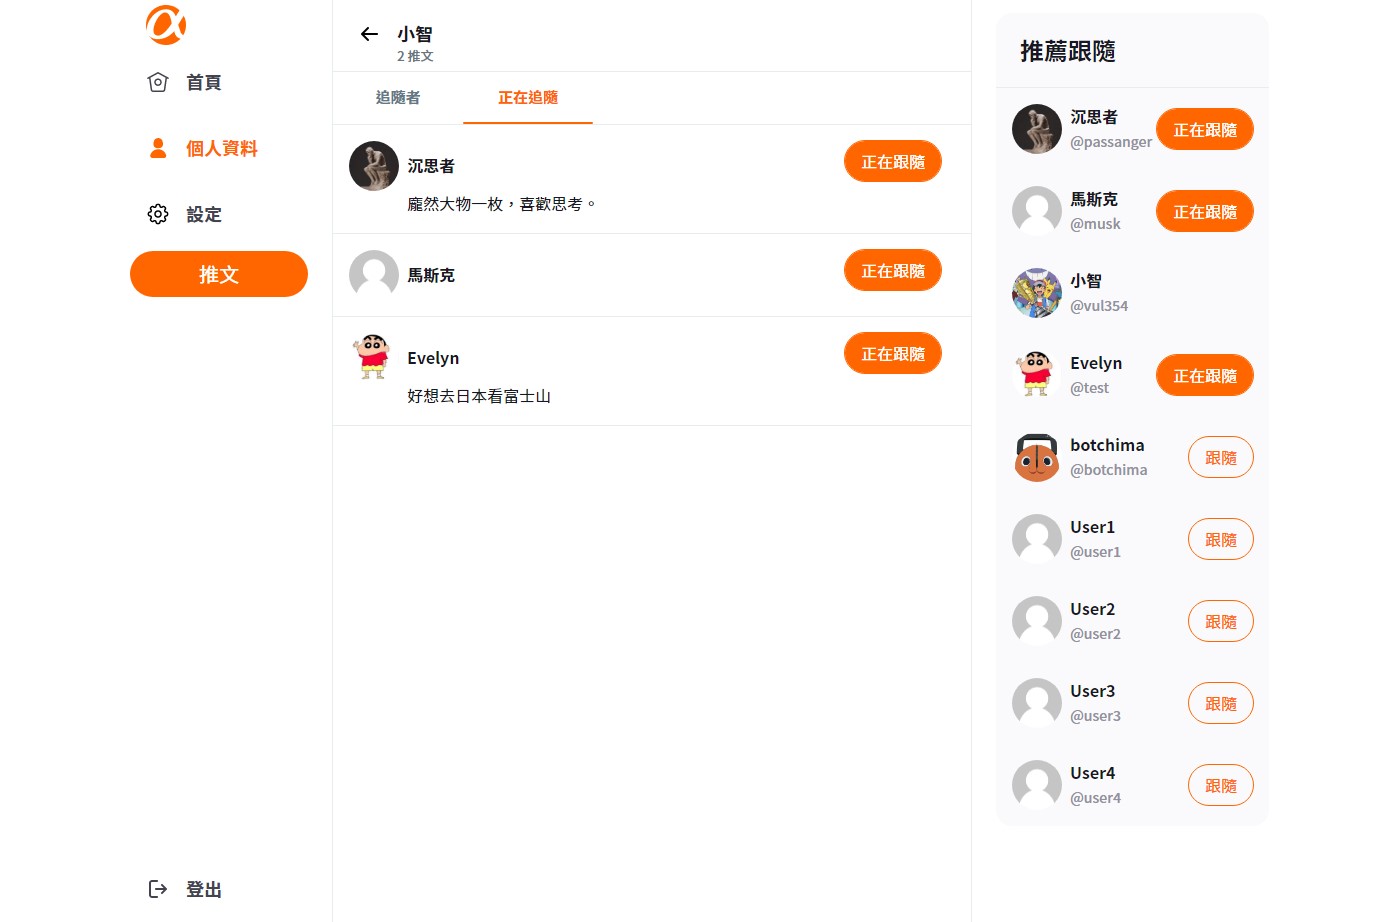 首頁
個人資料
設定
推文
登出
小智
2 推文
追隨者
正在追隨
沉思者
正在跟隨
龐然大物一枚，喜歡思考。
馬斯克
正在跟隨
Evelyn
正在跟隨
好想去日本看富士山
推薦跟隨
沉思者
@passanger
正在跟隨
馬斯克
@musk
正在跟隨
小智
@vul354
Evelyn
@test
正在跟隨
botchima
@botchima
跟隨
User1
@user1
跟隨
User2
@user2
跟隨
User3
@user3
跟隨
User4
@user4
跟隨